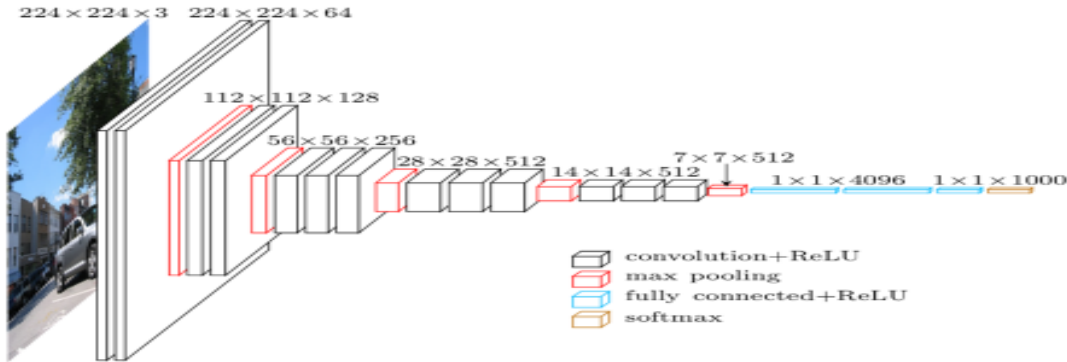 224×224×3
224×224×64
112×112×128
56×56×256
28×28×512
14×14×512
7×7×512
1×1×4096
1×1×1000
convolution+ReLU
max pooling
fully connected+ReLU
softmax